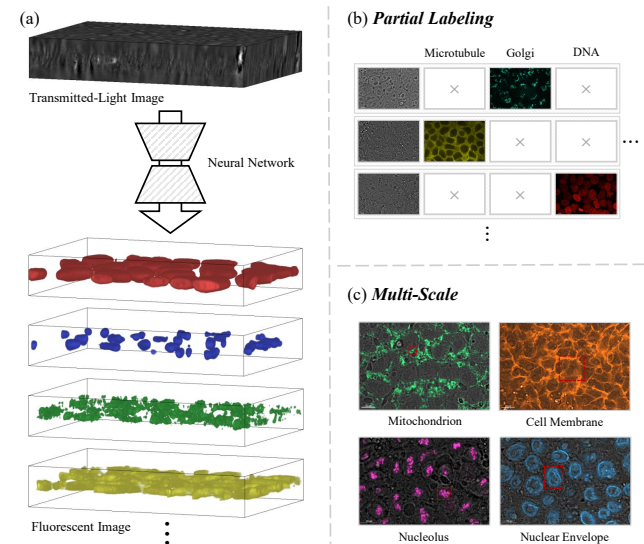 (a)
Transmitted-Light Image
Neural Network
Fluorescent Image
(b) Partial Labeling
Microtubule Golgi DNA
(c) Multi-Scale
Mitochondrion Cell Membrane
Nucleolus Nuclear Envelope